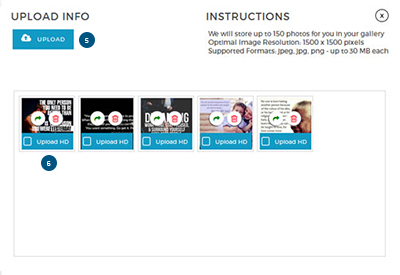 UPLOAD INFO
INSTRUCTIONS
X
UPLOAD
5
We will store up to 150 photos for you in your gallery
Optimal Image Resolution: 1500 x 1500 pixels
Supported Formats: jpeg, jpg, png - up to 30 MB each
THE ONLY PERSON
YOU NEED TO BE
THAN
IS
Upload HD
Upload HD
Upload HD
Upload HD
Upload HD
6